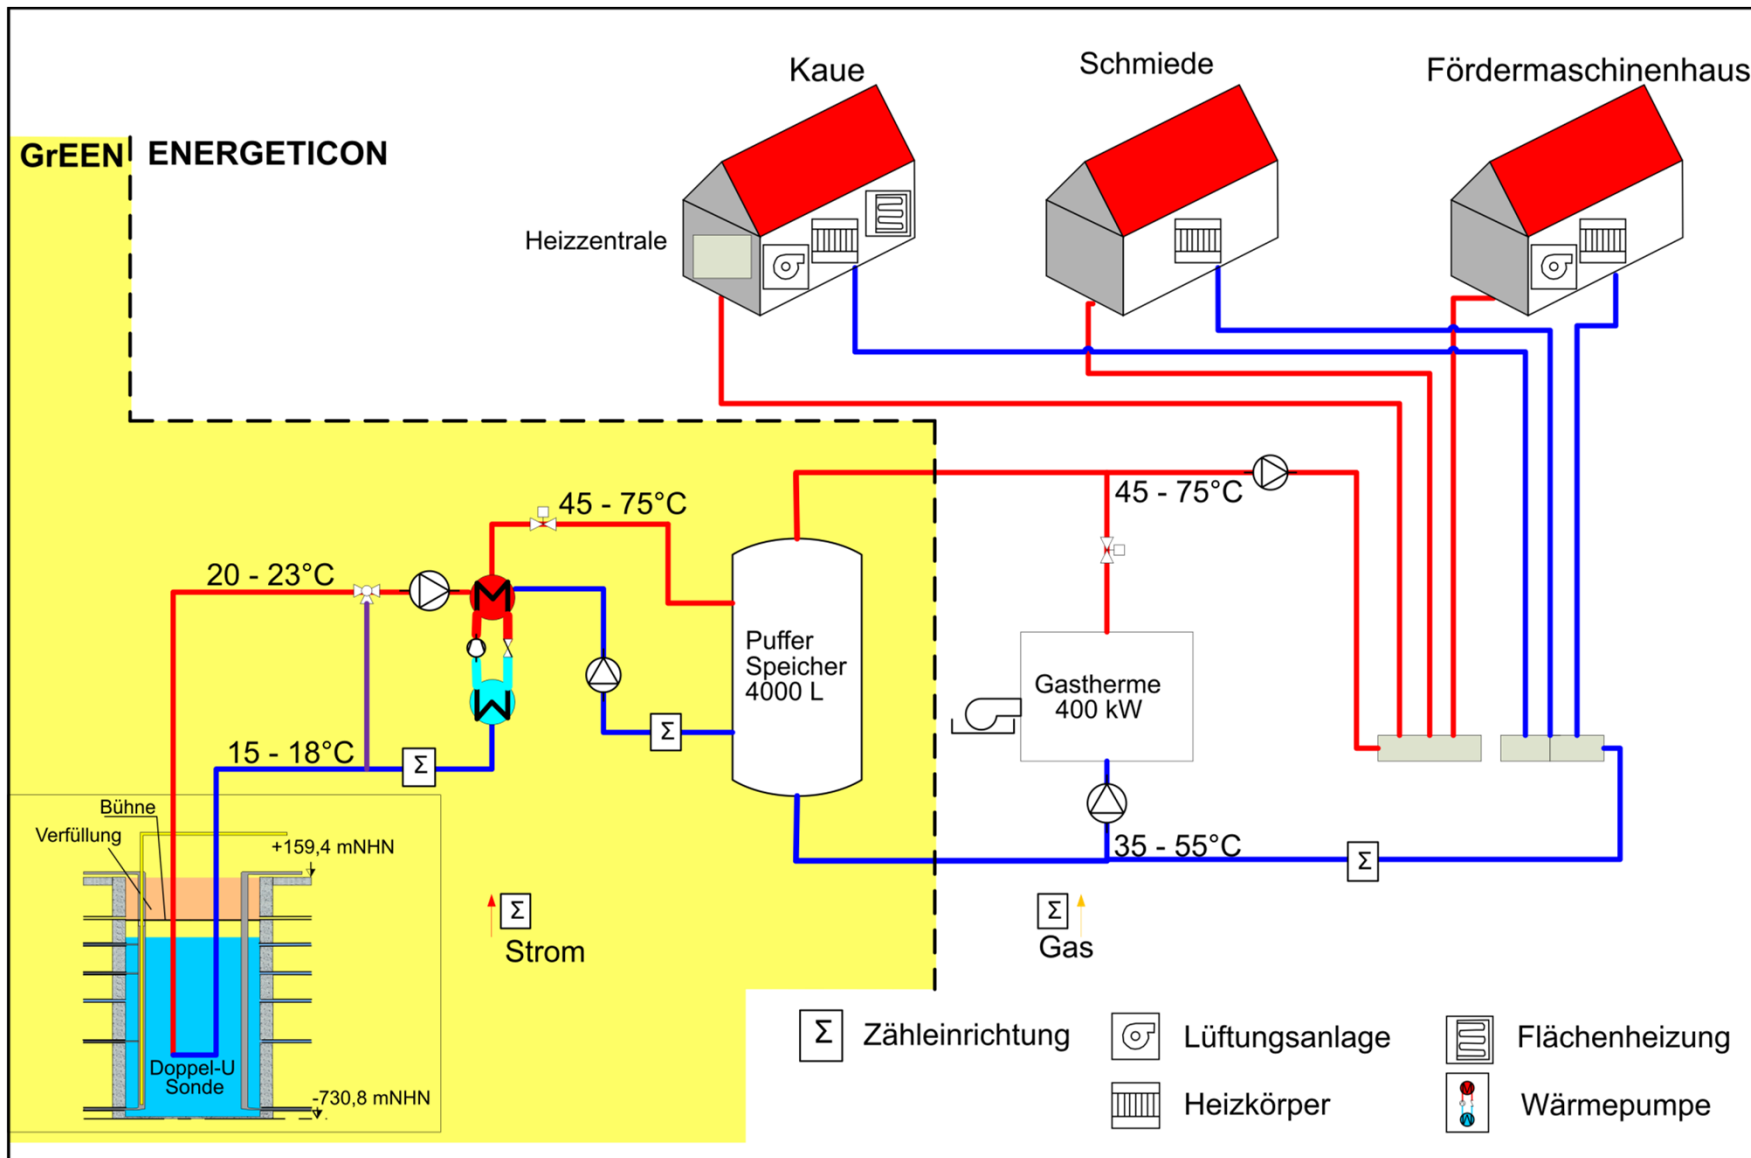 Kaue
Schmiede
Fördermaschinenhaus
GrEEN
ENERGETICON
Heizzentrale
45 - 75°C
45 - 75°C
20 - 23°C
Puffer
Speicher
4000 L
Gastherme
400 kW
Σ
15 - 18°C
Σ
Bühne
Verfüllung
+159,4 mNHN
35 - 55°C
Σ
Σ
Strom
Σ
Gas
Doppel-U
Sonde
-730,8 mNHN
Σ Zähleinrichtung
Lüftungsanlage
Flächenheizung
Heizkörper
Wärmepumpe